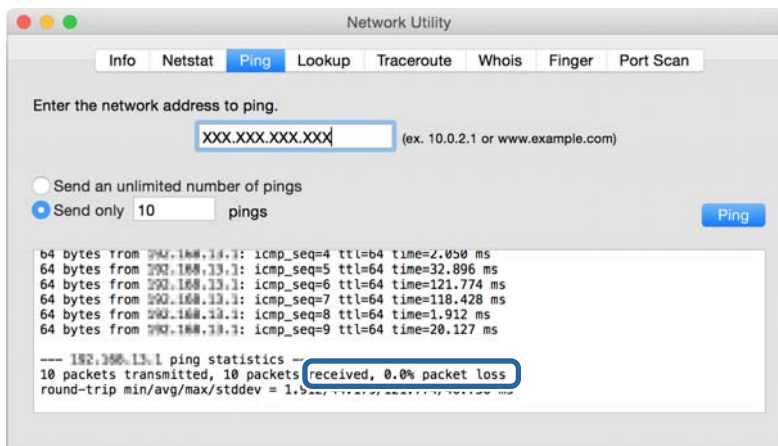 Network Utility
Info Netstat Ping Lookup Traceroute Whois Finger Port Scan
Enter the network address to ping.
XXX.XXX.XXX.XXX (ex. 10.0.2.1 or www.example.com)
Send an unlimited number of pings
Send only 10 pings
Ping
64 bytes from : icmp_seq=4 ttl=64 time=2.050 ms
64 bytes from : icmp_seq=5 ttl=64 time=32.896 ms
64 bytes from : icmp_seq=6 ttl=64 time=121.774 ms
64 bytes from : icmp_seq=7 ttl=64 time=118.428 ms
64 bytes from : icmp_seq=8 ttl=64 time=1.912 ms
64 bytes from : icmp_seq=9 ttl=64 time=20.127 ms
--- ping statistics --
10 packets transmitted, 10 packets received, 0.0% packet loss
round-trip min/avg/max/stddev = ms